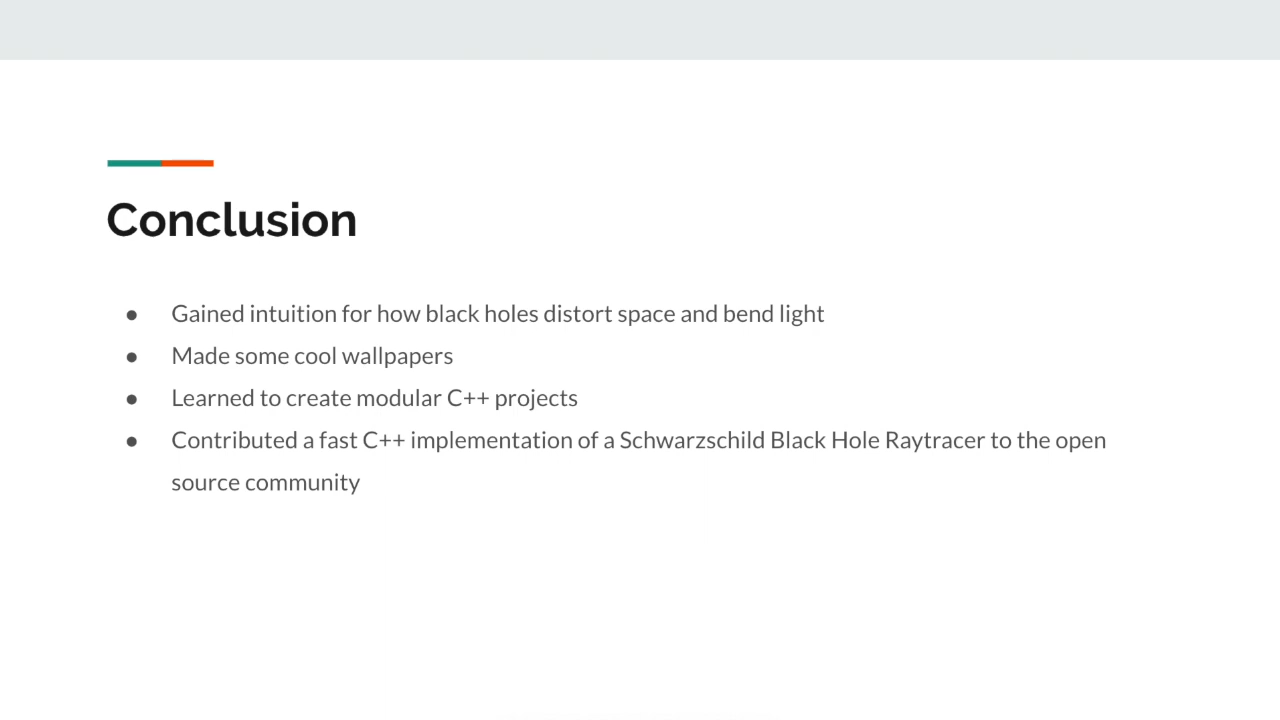 Conclusion
● Gained intuition for how black holes distort space and bend light
● Made some cool wallpapers
● Learned to create modular C++ projects
● Contributed a fast C++ implementation of a Schwarzschild Black Hole Raytracer to the open
source community